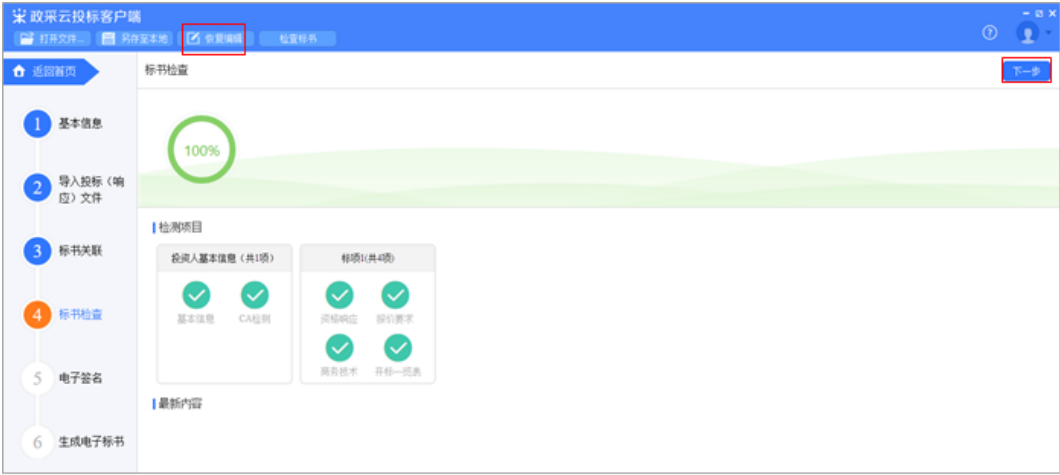 政采云投标客户端
打开文件... 另存至本地 恢复编辑 检查标书
返回首页
标书检查
下一步
1 基本信息
100%
2 导入投标（响
应）文件
检测项目
3 标书关联
投资人基本信息（共1项） 标项1(共4项)
4 标书检查
基本信息 CA检测 资格响应 报价要求
商务技术 开标一览表
5 电子签名
最新内容
6 生成电子标书